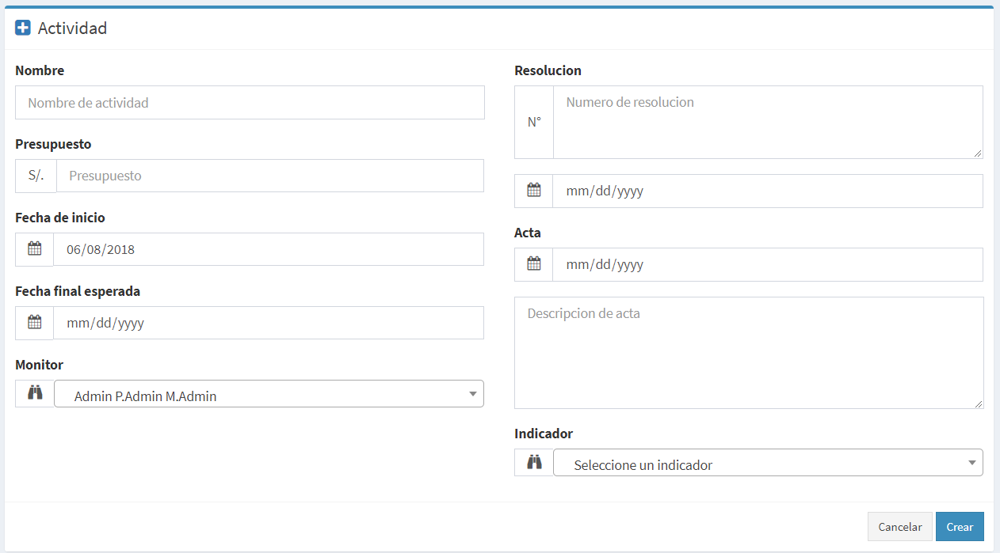 Actividad
Nombre
Nombre de actividad
Presupuesto
S/.
Presupuesto
Fecha de inicio
06/08/2018
Fecha final esperada
mm/dd/yyyy
Monitor
Admin P.Admin M.Admin
Resolucion
N°
Numero de resolucion
mm/dd/yyyy
Acta
mm/dd/yyyy
Descripcion de acta
Indicador
Seleccione un indicador
Cancelar
Crear